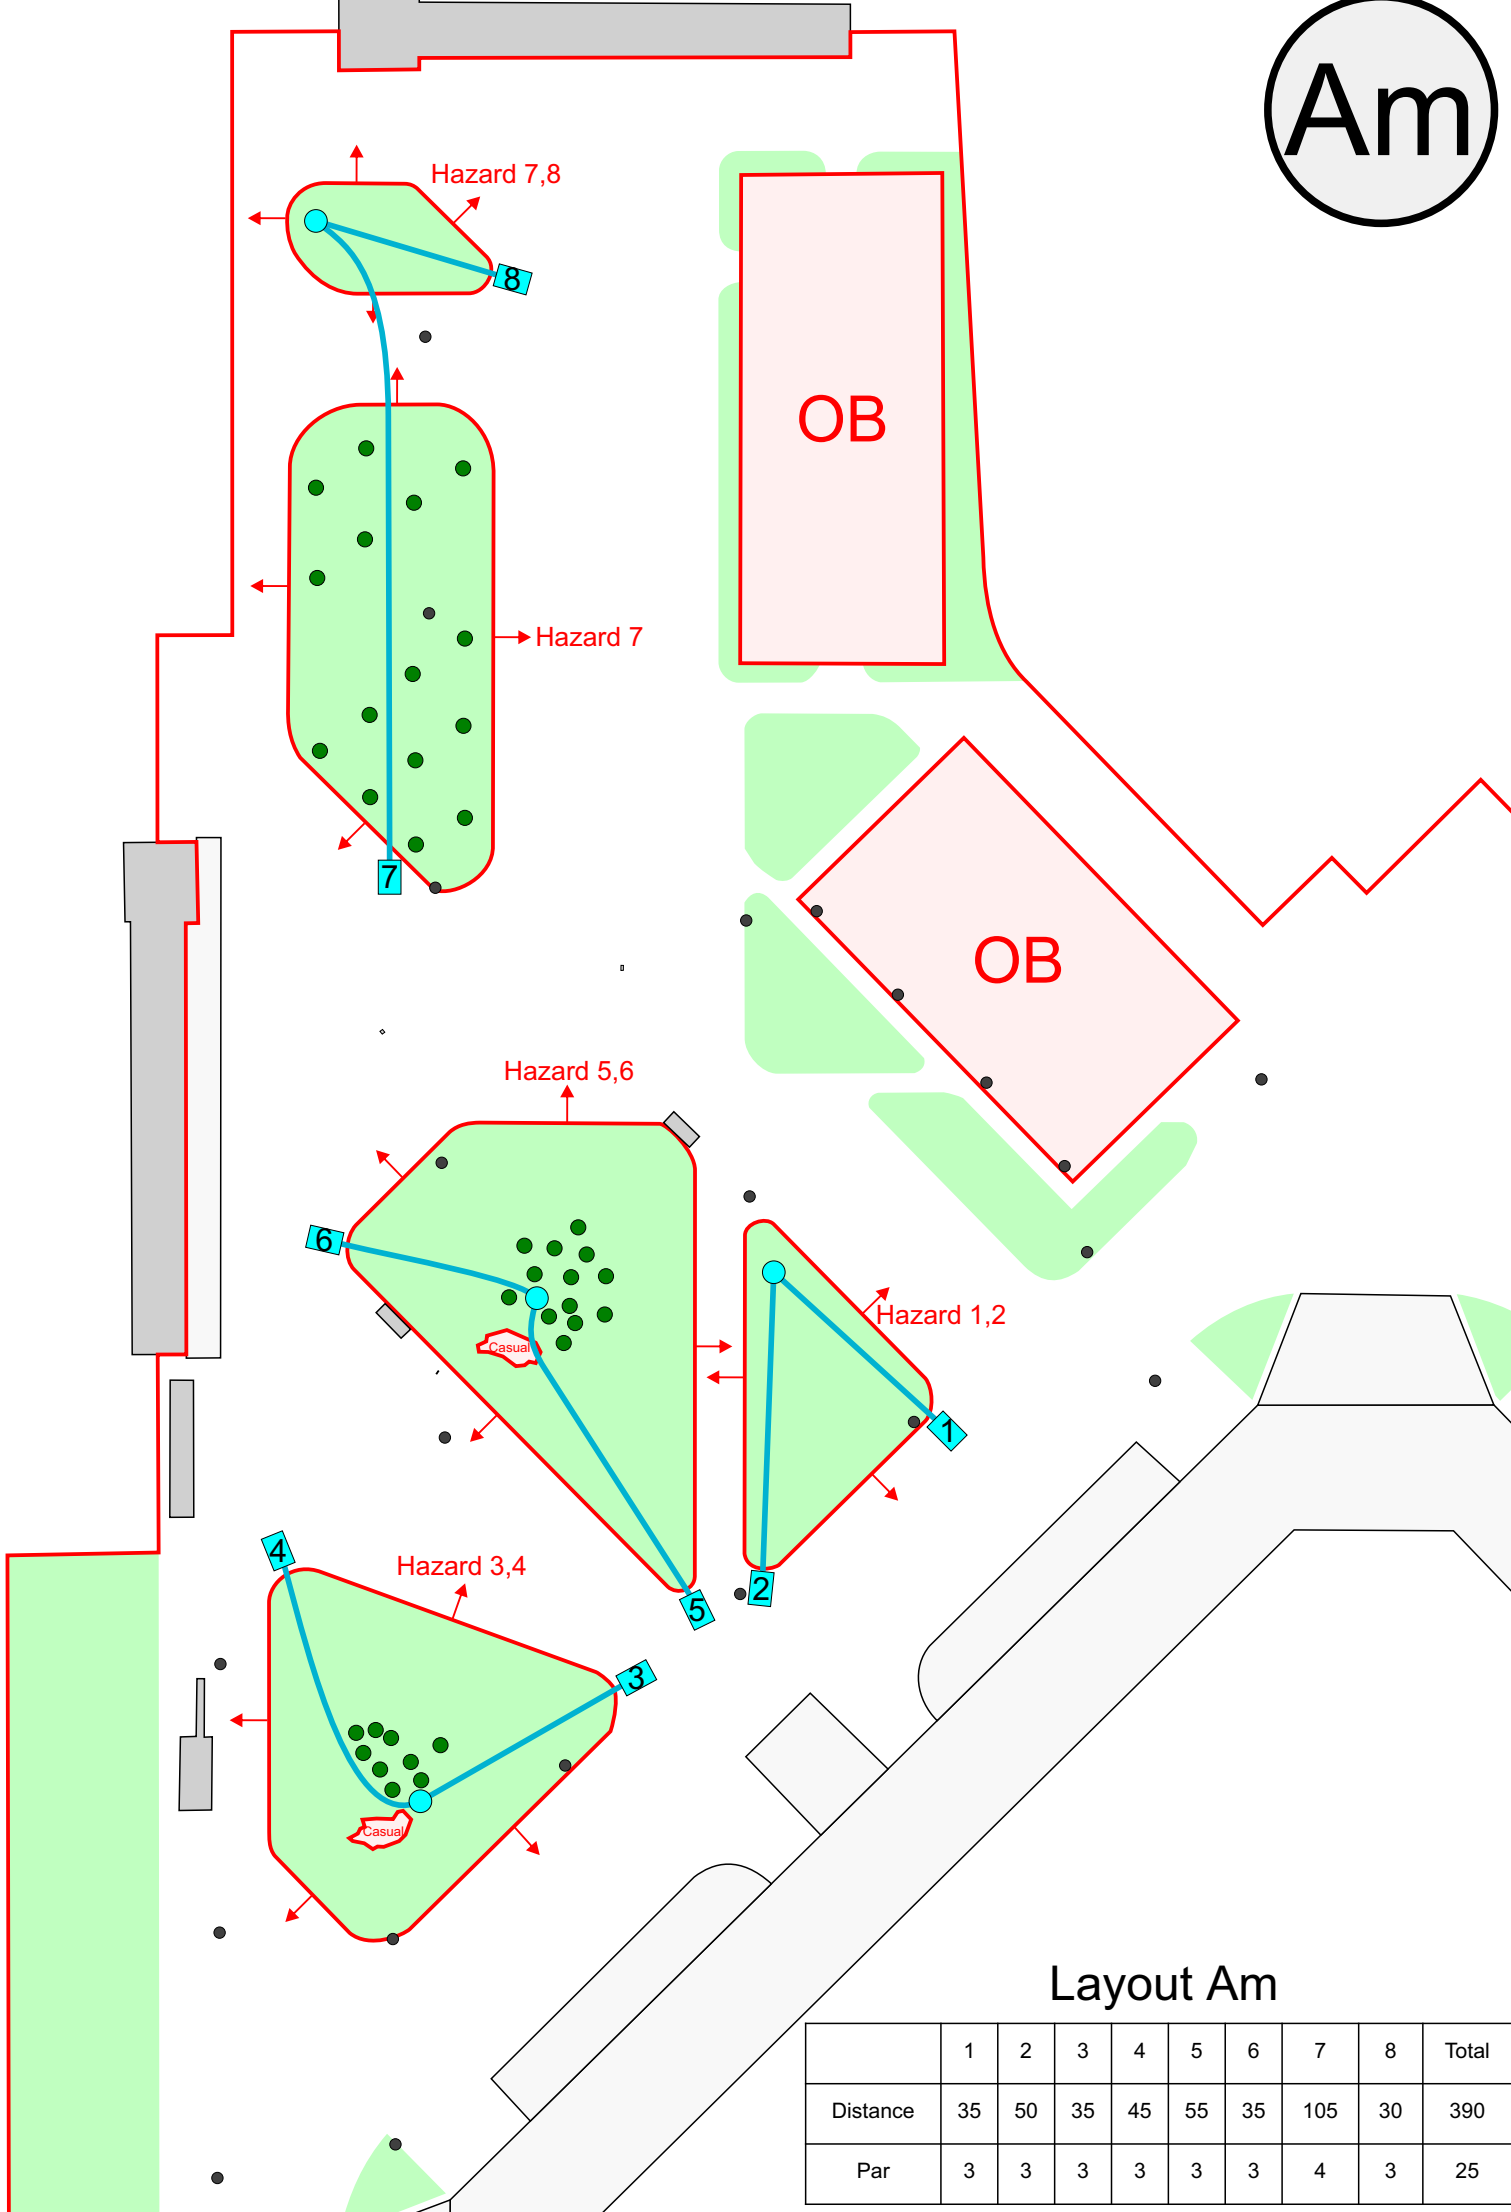 Am
Hazard 7,8
8
OB
Hazard 7
7
OB
Hazard 5,6
6
Casual
Hazard 1,2
1
2
5
4
Hazard 3,4
3
Casual
Layout Am
1 2 3 4 5 6 7 8 Total
Distance 35 50 35 45 55 35 105 30 390
Par 3 3 3 3 3 3 4 3 25